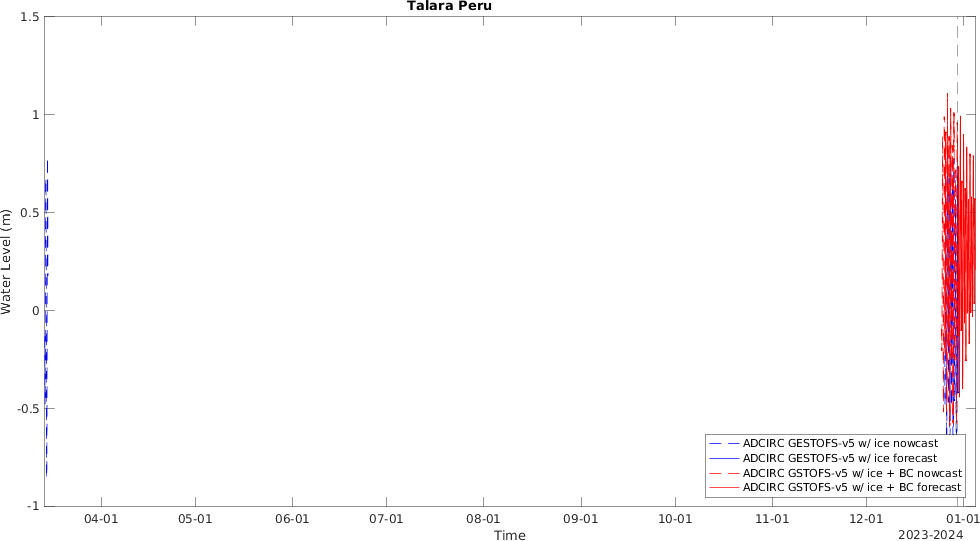 Talara Peru
1.5
1
0.5
0
-0.5
-1
Water Level (m)
ADCIRC GESTOFS-v5 w/ ice nowcast
ADCIRC GESTOFS-v5 w/ ice forecast
ADCIRC GSTOFS-v5 w/ ice + BC nowcast
ADCIRC GSTOFS-v5 w/ ice + BC forecast
04-01 05-01 06-01 07-01 08-01 09-01 10-01 11-01 12-01 01-01
Time
2023-2024